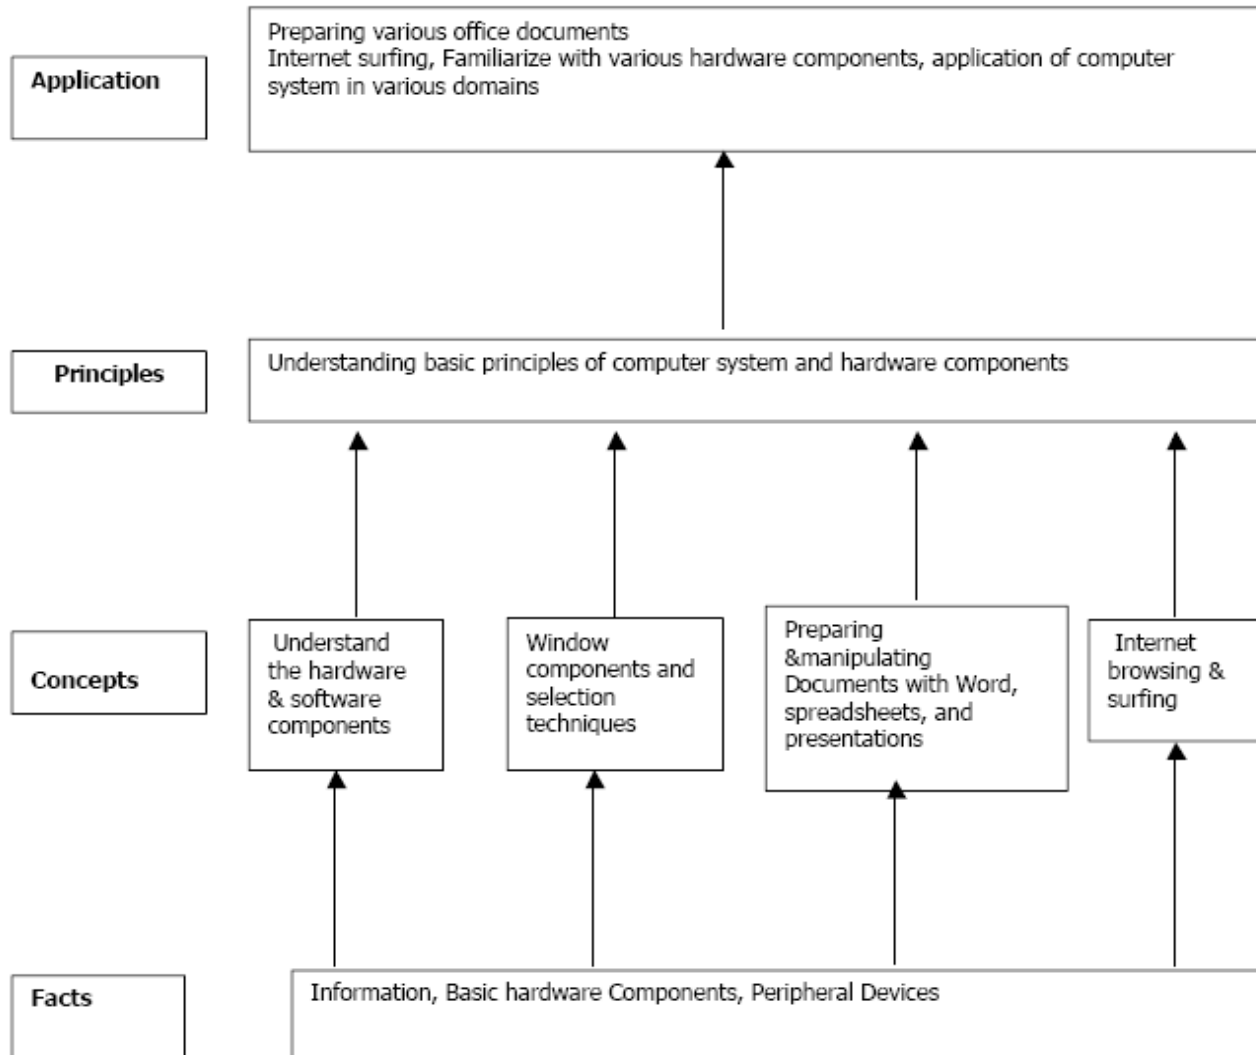 Application
Preparing various office documents
Internet surfing, Familiarize with various hardware components, application of computer
system in various domains
Principles
Understanding basic principles of computer system and hardware components
Concepts
Understand
the hardware
& software
components
Window
components and
selection
techniques
Preparing
&manipulating
Documents with Word,
spreadsheets, and
presentations
Internet
browsing &
surfing
Facts
Information, Basic hardware Components, Peripheral Devices